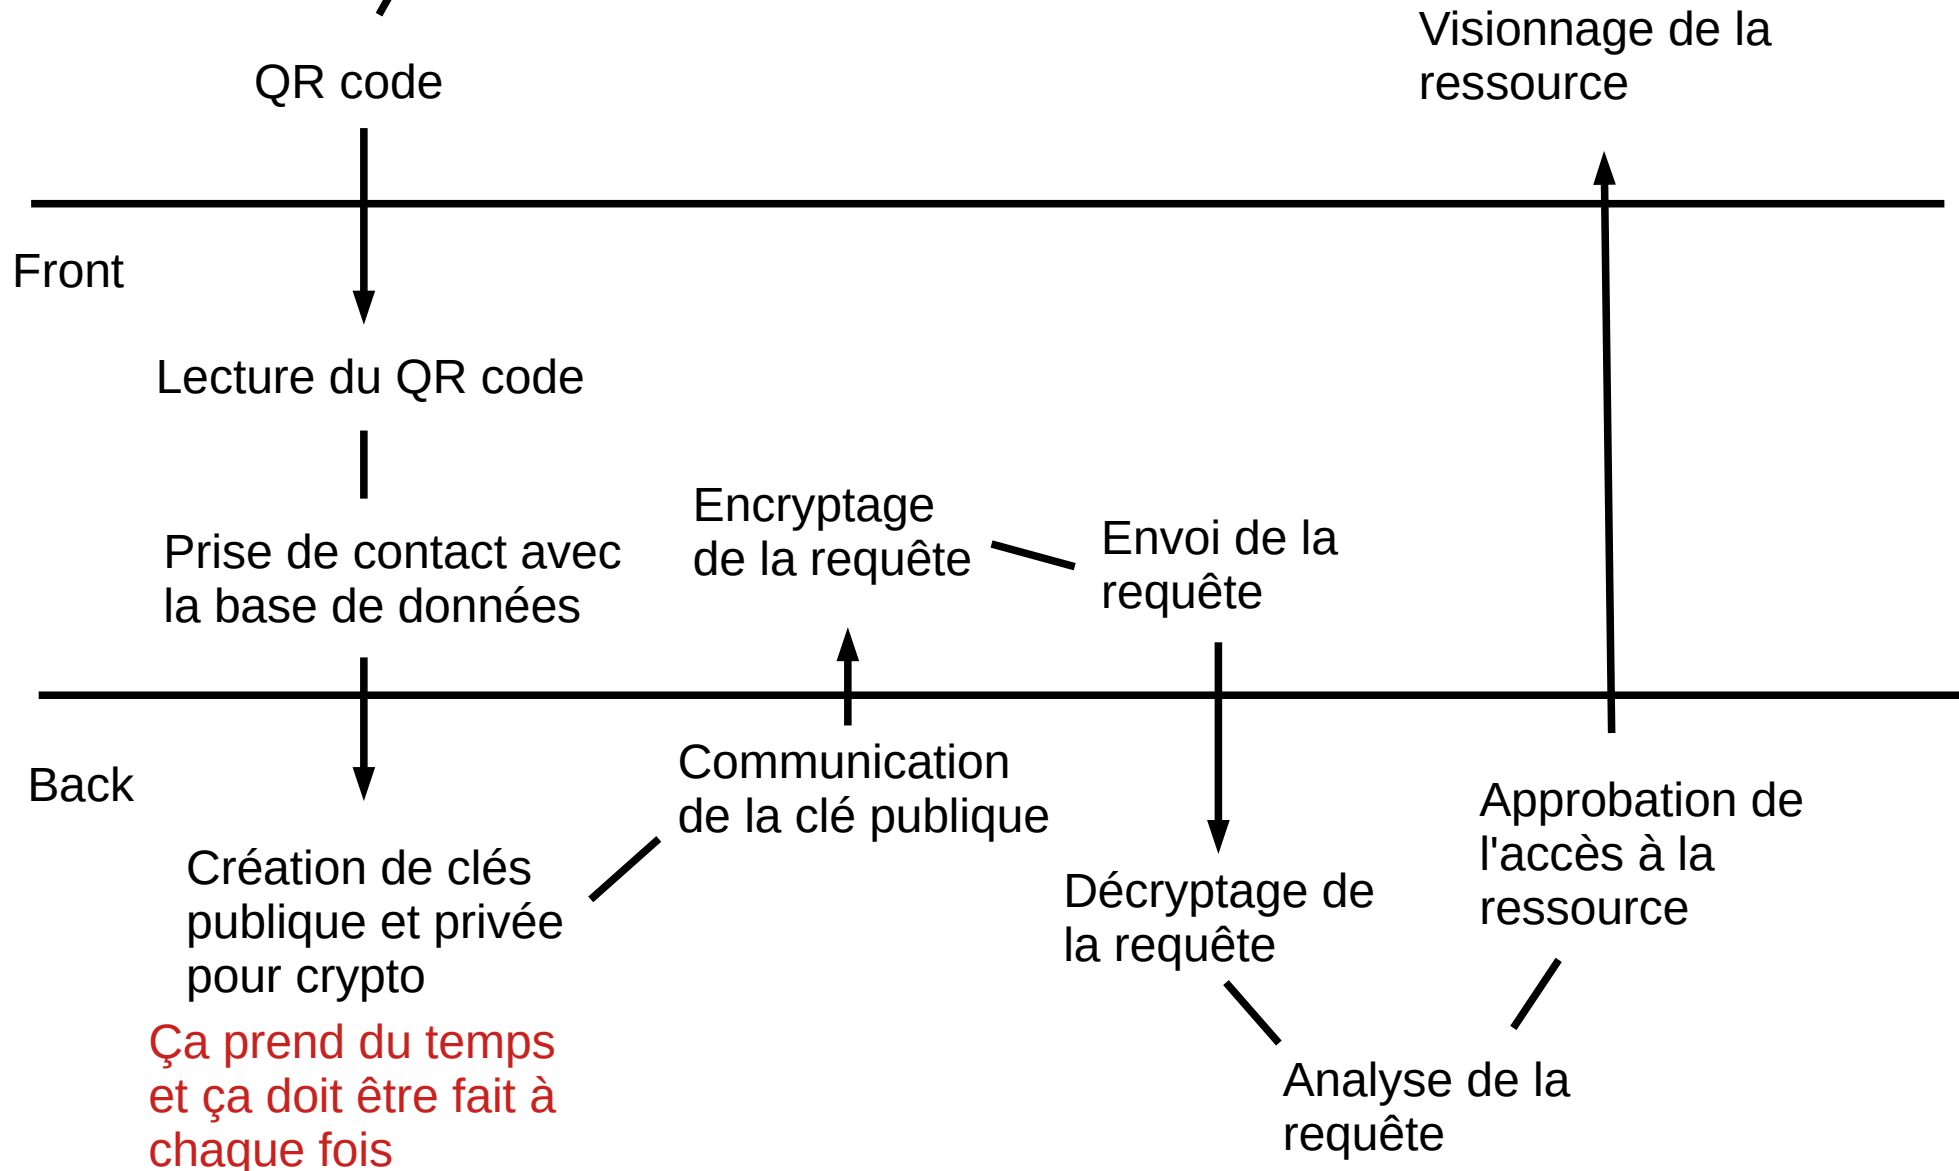 QR code
Visionnage de la
ressource
Front
Lecture du QR code
Prise de contact avec
la base de données
Encryptage
de la requête
Envoi de la
requête
Back
Création de clés
publique et privée
pour crypto
Ça prend du temps
et ça doit être fait à
chaque fois
Communication
de la clé publique
Décryptage de
la requête
Analyse de la
requête
Approbation de
l'accès à la
ressource